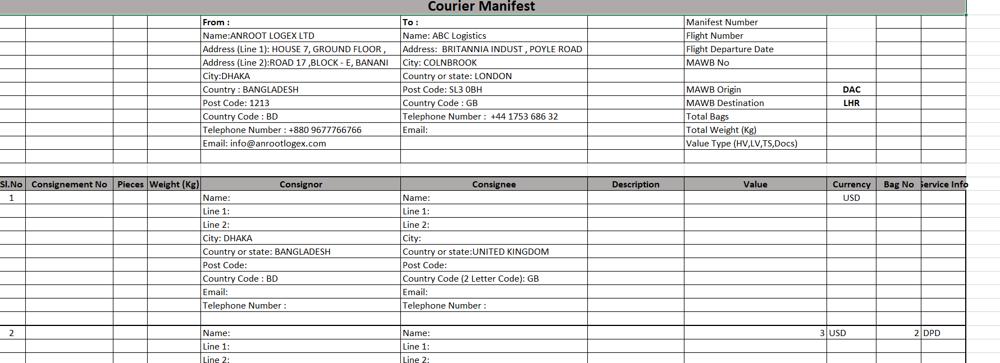 Courier Manifest
From : To : Manifest Number
Name:ANROOT LOGEX LTD Name: ABC Logistics Flight Number
Address (Line 1): HOUSE 7, GROUND FLOOR , Address: BRITANNIA INDUST , POYLE ROAD Flight Departure Date
Address (Line 2):ROAD 17 ,BLOCK - E, BANANI City: COLNBROOK MAWB No
City:DHAKA Country or state: LONDON
Country : BANGLADESH Post Code: SL3 0BH MAWB Origin DAC
Post Code: 1213 Country Code : GB MAWB Destination LHR
Country Code : BD Telephone Number : +44 1753 686 32 Total Bags
Telephone Number : +880 9677766766 Email: Total Weight (Kg)
Email: info@anrootlogex.com Value Type (HV,LV,TS,Docs)
Sl.No Consignement No Pieces Weight (Kg) Consignor Consignee Description Value Currency Bag No Service Info
1 Name: Name: USD
Line 1: Line 1:
Line 2: Line 2:
City: DHAKA City:
Country or state: BANGLADESH Country or state:UNITED KINGDOM
Post Code: Post Code:
Country Code : BD Country Code (2 Letter Code): GB
Email: Email:
Telephone Number : Telephone Number :
2 Name: Name: 3 USD 2 DPD
Line 1: Line 1:
Line 2: Line 2: